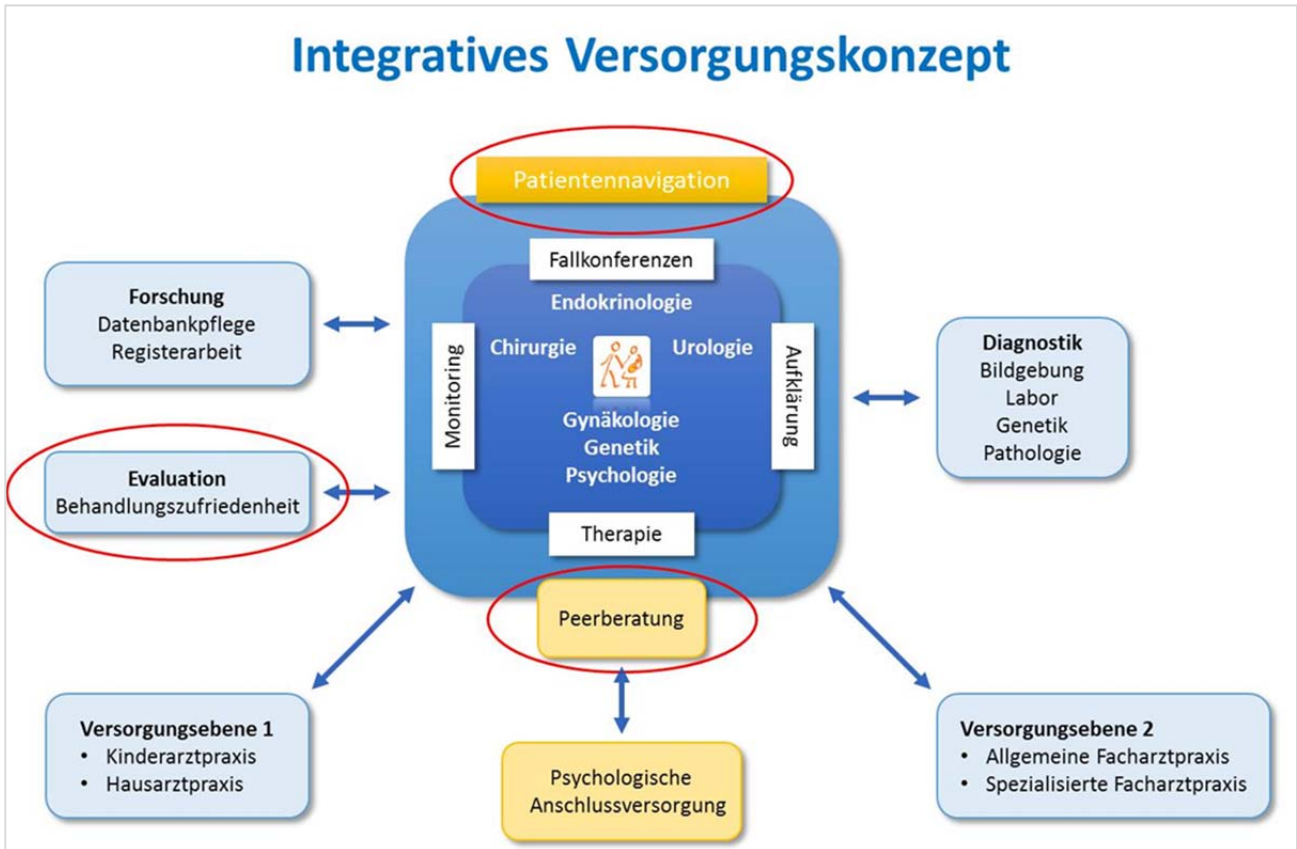 Integratives Versorgungskonzept
Patientennavigation
Fallkonferenzen
Endokrinologie
Chirurgie
Urologie
Gynäkologie
Genetik
Psychologie
Monitoring
Aufklärung
Therapie
Peerberatung
Forschung
Datenbankpflege
Registerarbeit
Evaluation
Behandlungszufriedenheit
Diagnostik
Bildgebung
Labor
Genetik
Pathologie
Versorgungsebene 1
• Kinderarztpraxis
• Hausarztpraxis
Psychologische
Anschlussversorgung
Versorgungsebene 2
• Allgemeine Facharztpraxis
• Spezialisierte Facharztpraxis